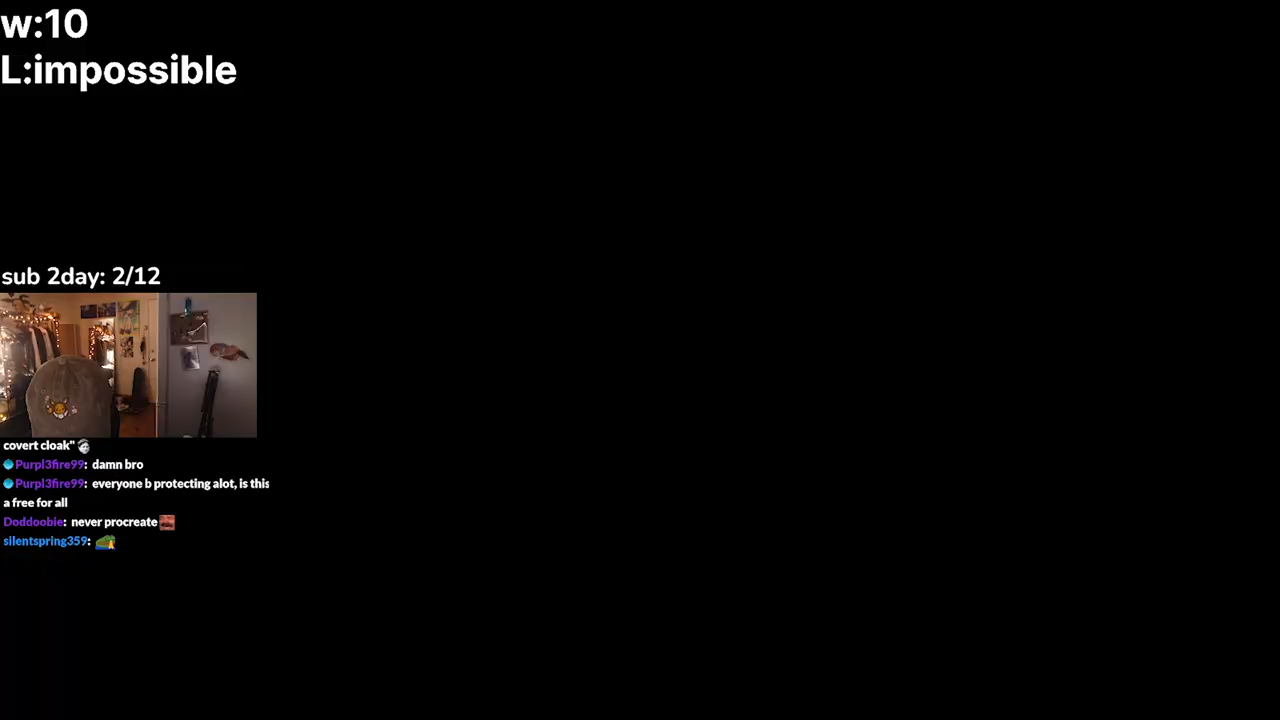 w:10
L:impossible
sub 2day: 2/12
covert cloak"
Purpl3fire99: damn bro
Purpl3fire99: everyone b protecting alot, is this
a free for all
Doddoobie: never procreate
silentspring359: